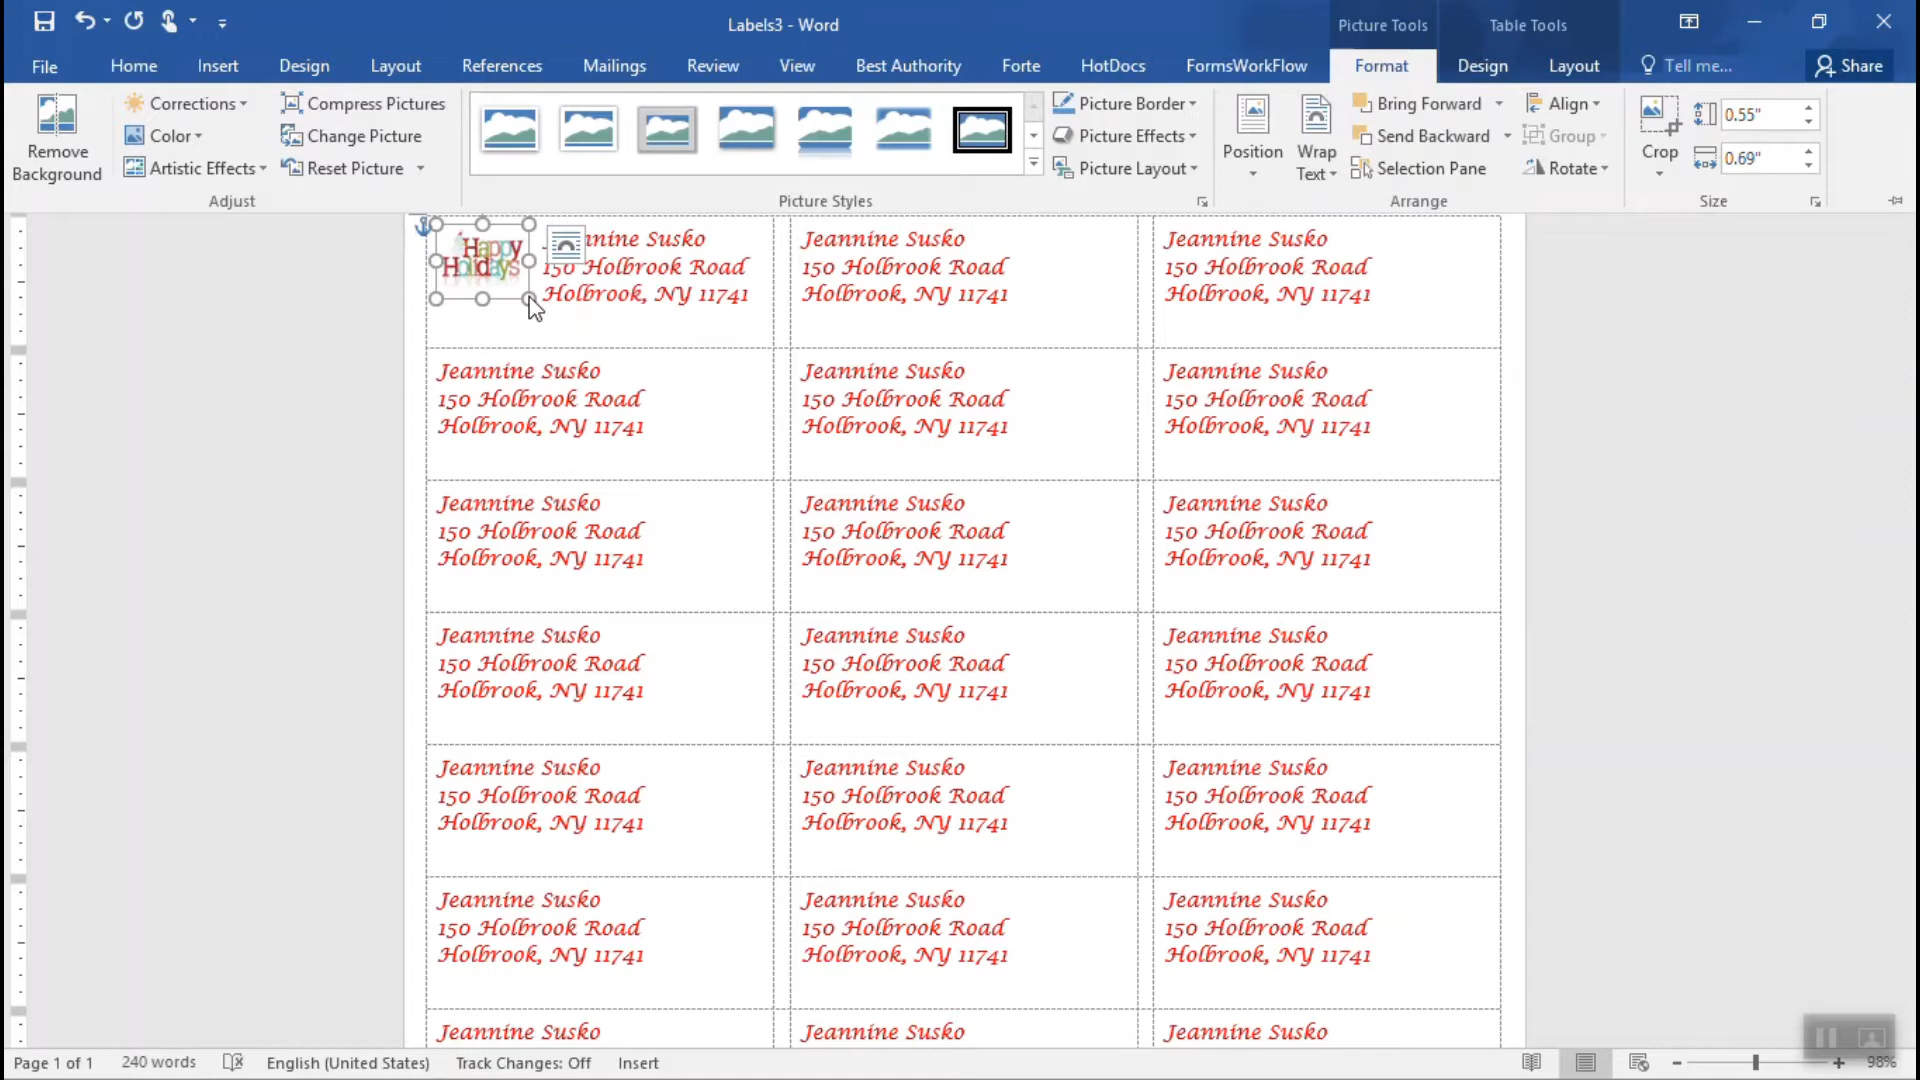 Labels3 - Word
Picture Tools
Table Tools
File
Home
Insert
Design
Layout
References
Mailings
Review
View
Best Authority
Forte
HotDocs
FormsWorkFlow
Format
Design
Layout
Tell me...
Share
Remove Background
Corrections
Color
Artistic Effects
Compress Pictures
Change Picture
Reset Picture
Adjust
Picture Styles
Picture Border
Picture Effects
Picture Layout
Position
Wrap Text
Bring Forward
Send Backward
Selection Pane
Align
Group
Rotate
Arrange
Crop
0.55"
0.69"
Size
Happy
Holidays
nnine Susko
150 Holbrook Road
Holbrook, NY 11741
Jeannine Susko
150 Holbrook Road
Holbrook, NY 11741
Jeannine Susko
150 Holbrook Road
Holbrook, NY 11741
Jeannine Susko
150 Holbrook Road
Holbrook, NY 11741
Jeannine Susko
150 Holbrook Road
Holbrook, NY 11741
Jeannine Susko
150 Holbrook Road
Holbrook, NY 11741
Jeannine Susko
150 Holbrook Road
Holbrook, NY 11741
Jeannine Susko
150 Holbrook Road
Holbrook, NY 11741
Jeannine Susko
150 Holbrook Road
Holbrook, NY 11741
Jeannine Susko
150 Holbrook Road
Holbrook, NY 11741
Jeannine Susko
150 Holbrook Road
Holbrook, NY 11741
Jeannine Susko
150 Holbrook Road
Holbrook, NY 11741
Jeannine Susko
150 Holbrook Road
Holbrook, NY 11741
Jeannine Susko
150 Holbrook Road
Holbrook, NY 11741
Jeannine Susko
150 Holbrook Road
Holbrook, NY 11741
Jeannine Susko
150 Holbrook Road
Holbrook, NY 11741
Jeannine Susko
150 Holbrook Road
Holbrook, NY 11741
Jeannine Susko
150 Holbrook Road
Holbrook, NY 11741
Jeannine Susko
Jeannine Susko
Jeannine Susko
Page 1 of 1
240 words
English (United States)
Track Changes: Off
Insert
98%